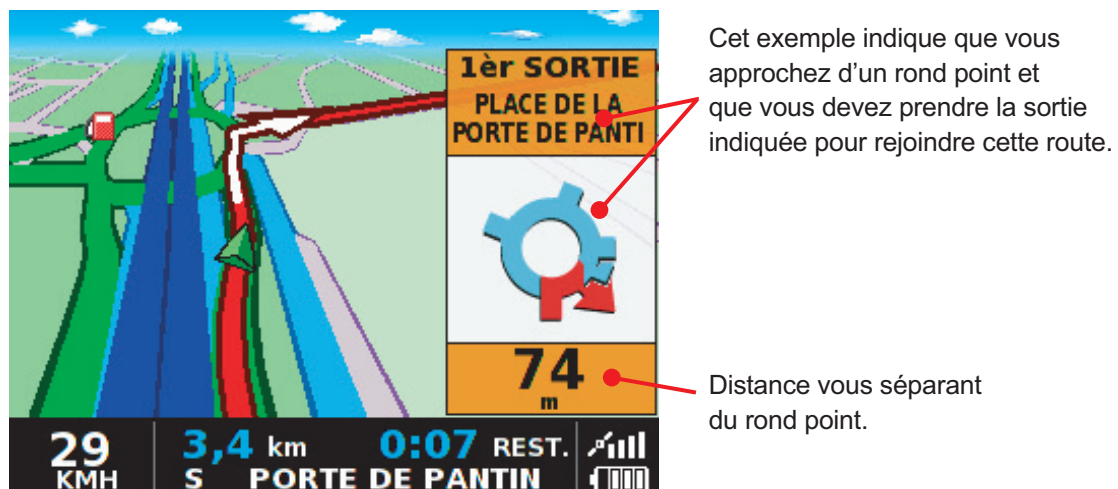 1èr SORTIE
PLACE DE LA
PORTE DE PANTI
74
m
29
KMH
3,4 km
0:07 REST.
S PORTE DE PANTIN
Cet exemple indique que vous
approchez d’un rond point et
que vous devez prendre la sortie
indiquée pour rejoindre cette route.
Distance vous séparant
du rond point.